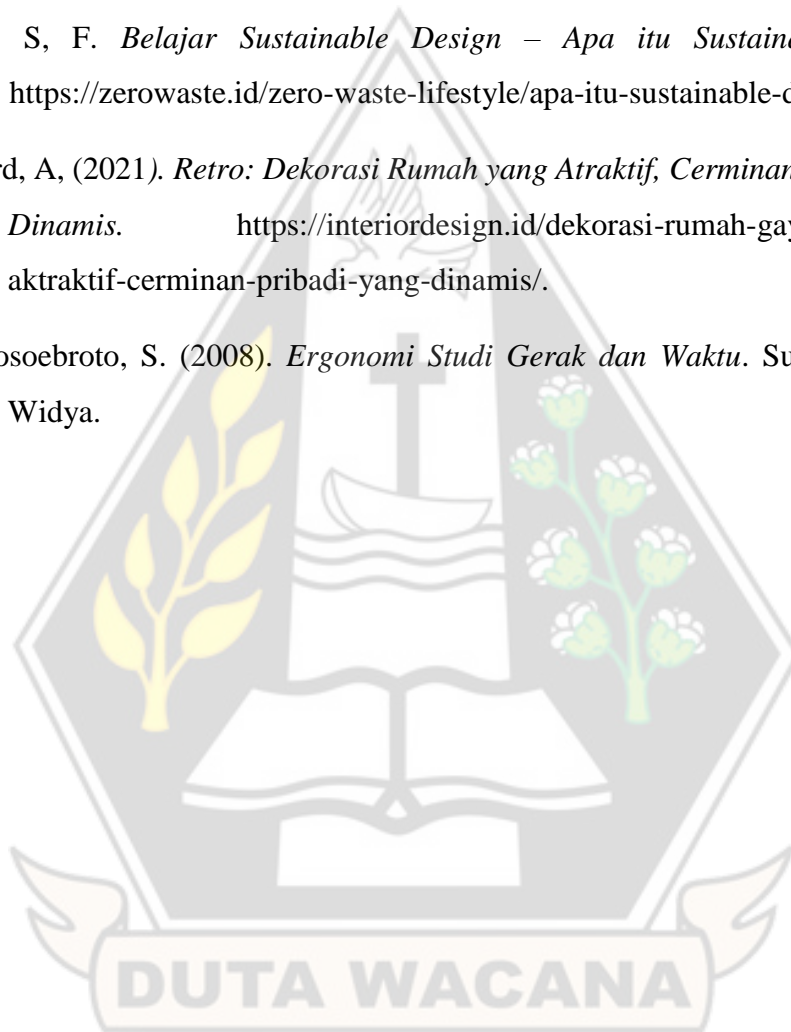 S, F. Belajar Sustainable Design – Apa itu
https://zerowaste.id/zero-waste-lifestyle/apa-itu-sustainable-d
rd, A, (2021). Retro: Dekorasi Rumah yang Atraktif, Cerminan
Dinamis. https://interiordesign.id/dekorasi-rumah-gay
aktraktif-cerminan-pribadi-yang-dinamis/.
osoebroto, S. (2008). Ergonomi Studi Gerak dan Waktu. Su
Widya.
DUTA WACANA